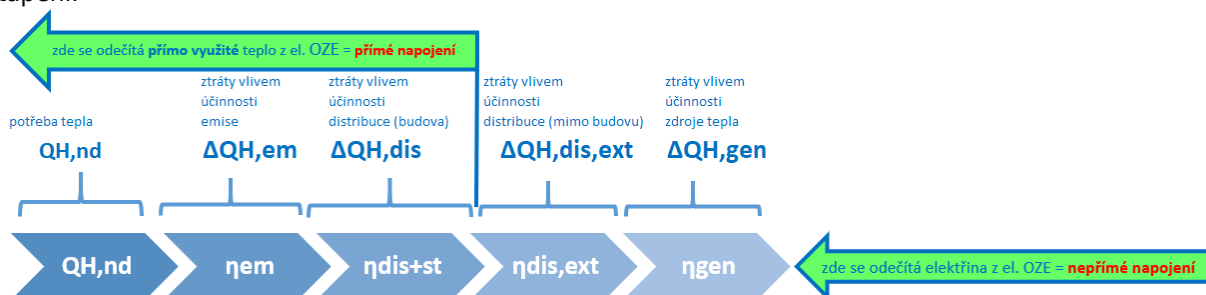 zde se odečítá přímo využité teplo z el. OZE = přímé napojení
ztráty vlivem
účinnosti
emise
ztráty vlivem
účinnosti
distribuce (budova)
ztráty vlivem
účinnosti
distribuce (mimo budovu)
ztráty vlivem
účinnosti
zdroje tepla
potřeba tepla
QH,nd
ΔQH,em
ΔQH,dis
ΔQH,dis,ext
ΔQH,gen
QH,nd
ηem
ηdis+st
ηdis,ext
ηgen
zde se odečítá elektřina z el. OZE = nepřímé napojení